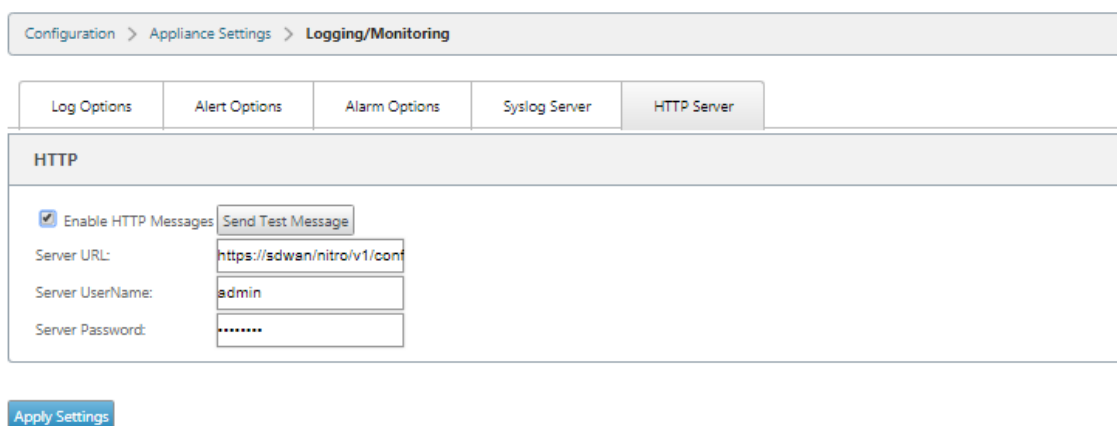 Configuration > Appliance Settings > Logging/Monitoring
Log Options Alert Options Alarm Options Syslog Server HTTP Server
HTTP
Enable HTTP Messages Send Test Message
Server URL: https://sdwan/nitro/v1/conf
Server UserName: admin
Server Password: ••••••••
Apply Settings